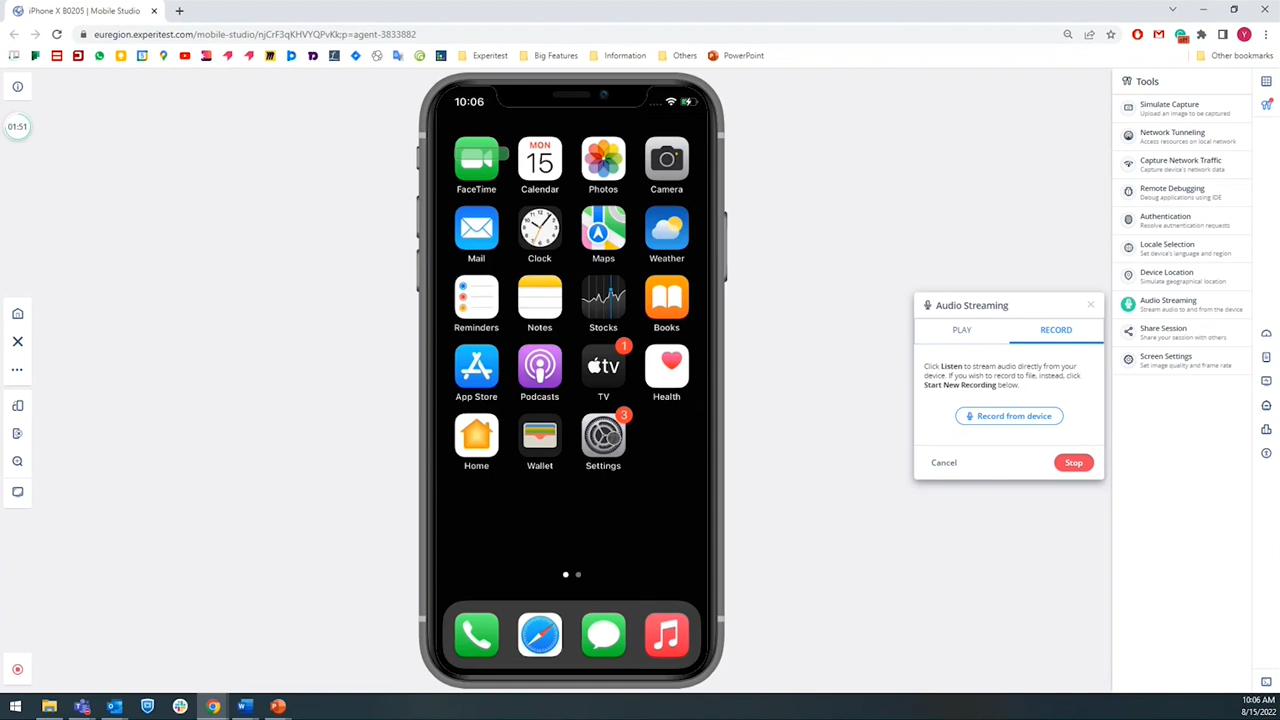 iPhone X B0205 | Mobile Studio
euregion.experitest.com/mobile-studio/njCrF3qKHVYQPvKk;p=agent-3833882
Experitest
Big Features
Information
Others
PowerPoint
Other bookmarks
01:51
10:06
MON
15
FaceTime
Calendar
Photos
Camera
Mail
Clock
Maps
Weather
Reminders
Notes
Stocks
Books
1
tv
App Store
Podcasts
TV
Health
3
Home
Wallet
Settings
Audio Streaming
PLAY
RECORD
Click Listen to stream audio directly from your
device. If you wish to record to file, instead, click
Start New Recording below.
Record from device
Cancel
Stop
Tools
Simulate Capture
Upload an image to be captured
Network Tunneling
Access resources on local network
Capture Network Traffic
Capture device's network data
Remote Debugging
Debug applications using IDE
Authentication
Resolve authentication requests
Locale Selection
Set device's language and region
Device Location
Simulate geographical location
Audio Streaming
Stream audio to and from the device
Share Session
Share your session with others
Screen Settings
Set image quality and frame rate
10:06 AM
8/15/2022